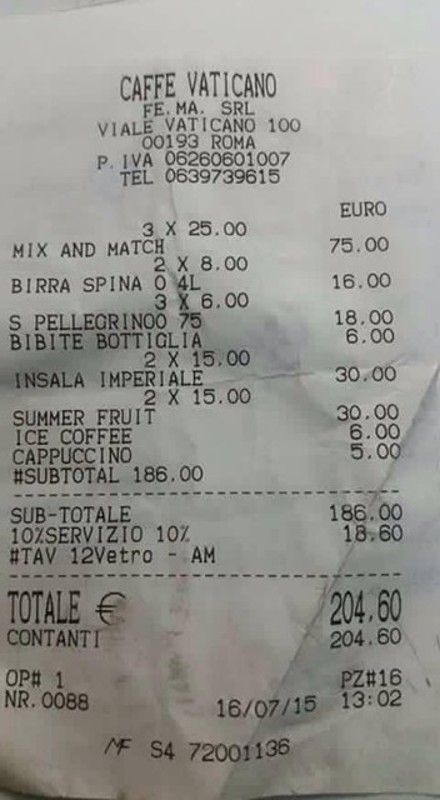 CAFFE VATICANO
FE.MA. SRL
VIALE VATICANO 100
00193 ROMA
P.IVA 06260601007
TEL 0639739615
EURO
3 X 25.00
MIX AND MATCH 75.00
2 X 8.00
BIRRA SPINA 0 4L 16.00
3 X 6.00
S PELLEGRINOO 75 18.00
BIBITE BOTTIGLIA 6.00
2 X 15.00
INSALA IMPERIALE 30.00
2 X 15.00
SUMMER FRUIT 30.00
ICE COFFEE 6.00
CAPPUCCINO 5.00
#SUBTOTAL 186.00
SUB-TOTALE 186.00
10%SERVIZIO 10% 18.60
#TAV 12Vetro - AM
TOTALE € 204.60
CONTANTI 204.60
OP# 1 PZ#16
NR.0088 16/07/15 13:02
MF S4 72001136